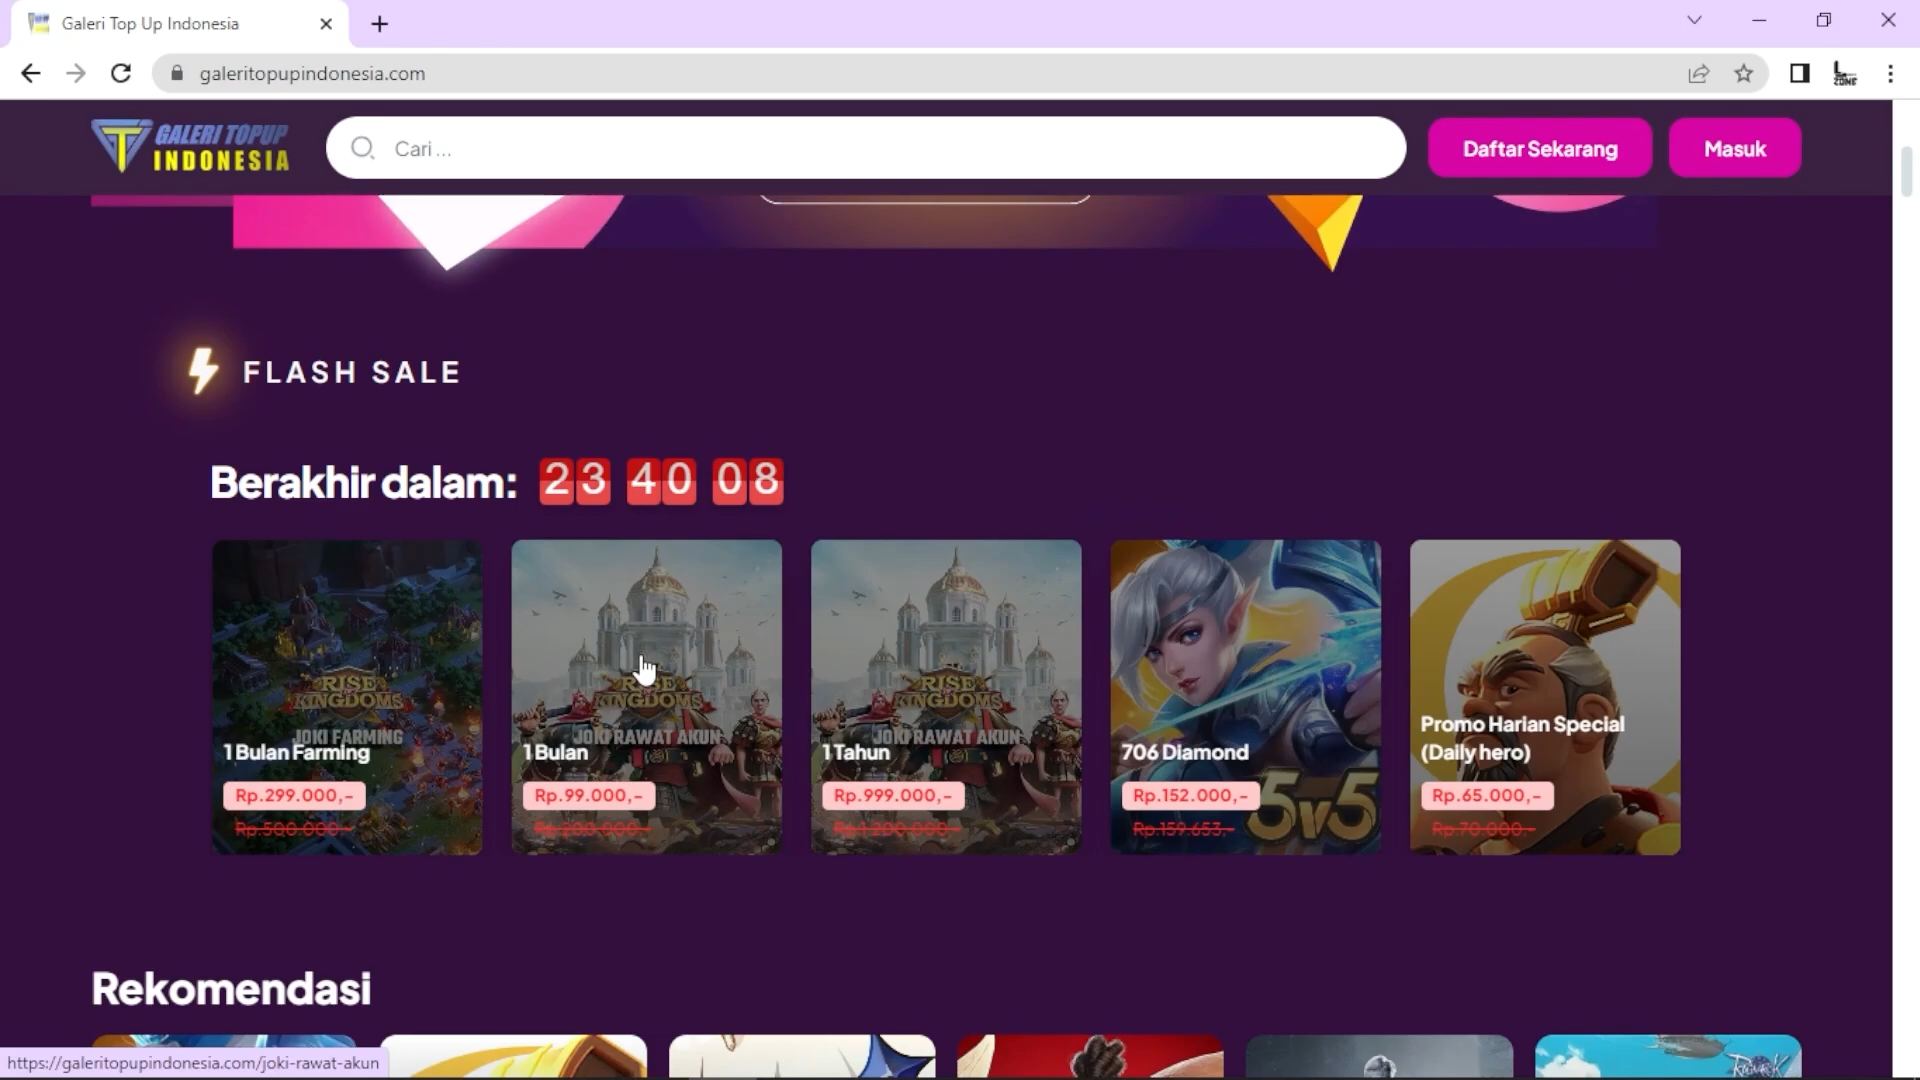 Galeri Top Up Indonesia
galeritopupindonesia.com
GALERI TOPUP
INDONESIA
Cari ...
Daftar Sekarang
Masuk
FLASH SALE
Berakhir dalam: 23 40 08
RISE
KINGDOMS
JOKI FARMING
1 Bulan Farming
Rp.299.000,-
Rp.500.000,-
RISE
KINGDOMS
JOKI RAWAT AKUN
1 Bulan
Rp.99.000,-
Rp.200.000,-
RISE
KINGDOMS
JOKI RAWAT AKUN
1 Tahun
Rp.999.000,-
Rp.1.200.000,-
706 Diamond
Rp.152.000,-
Rp.159.653,-
5v5
Promo Harian Special
(Daily hero)
Rp.65.000,-
Rp.70.000,-
Rekomendasi
https://galeritopupindonesia.com/joki-rawat-akun